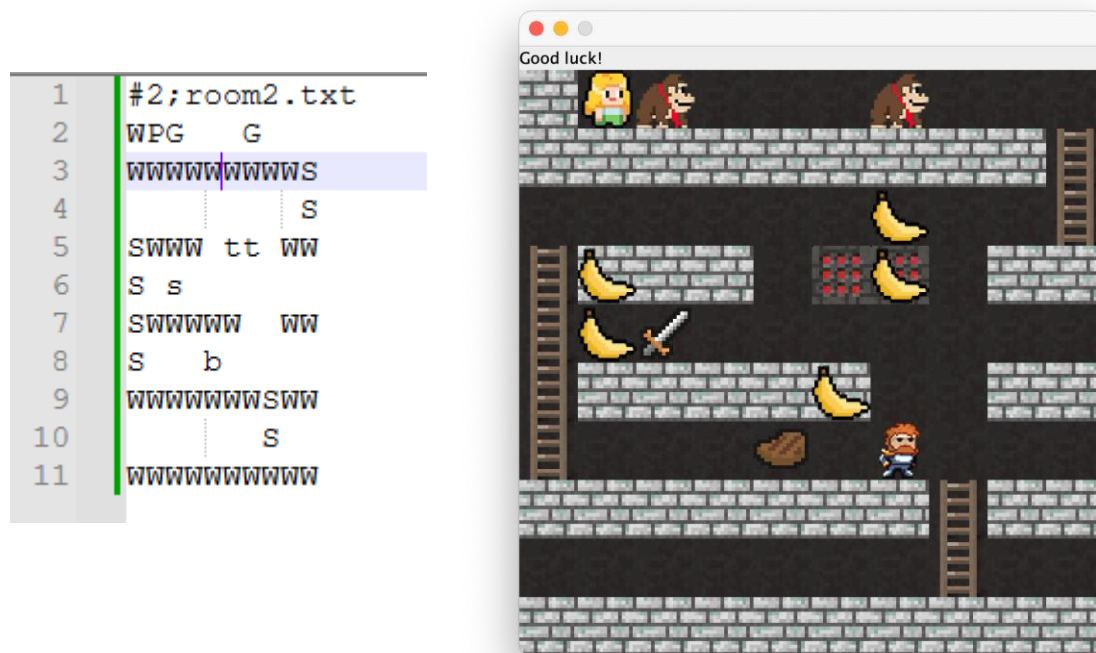 1 #2;room2.txt
2 WPG   G
3 WWWWWWWWWS
4          S
5 SWWW tt WW
6 S s
7 SWWWWW  WW
8 S   b
9 WWWWWWWSWW
10        S
11 WWWWWWWWWW
Good luck!